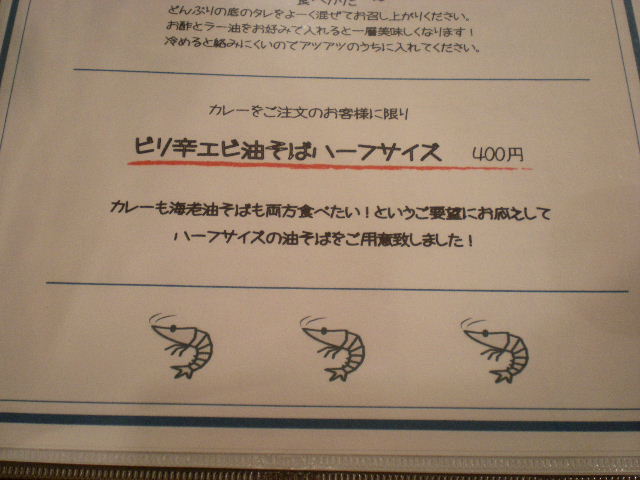 食べかた
どんぶりの底のタレをよーく混ぜてお召し上がりください。
お酢とラー油をお好みで入れると一層美味しくなります！
冷めると絡みにくいのでアツアツのうちに入れてください。
カレーをご注文のお客様に限り
ピリ辛エビ油そばハーフサイズ 400円
カレーも海老油そばも両方食べたい！というご要望にお応えして
ハーフサイズの油そばをご用意致しました！